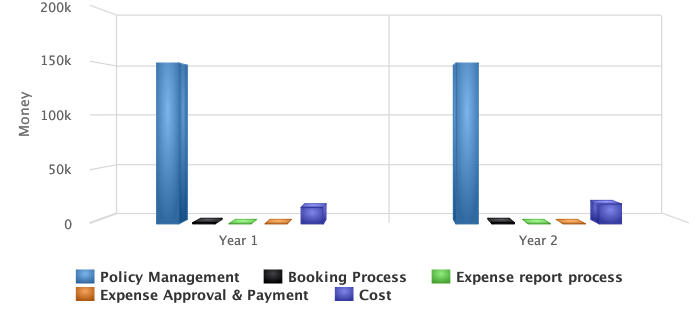 200k
150k
100k
50k
0
Money
Year 1 Year 2
Policy Management Booking Process Expense report process
Expense Approval & Payment Cost